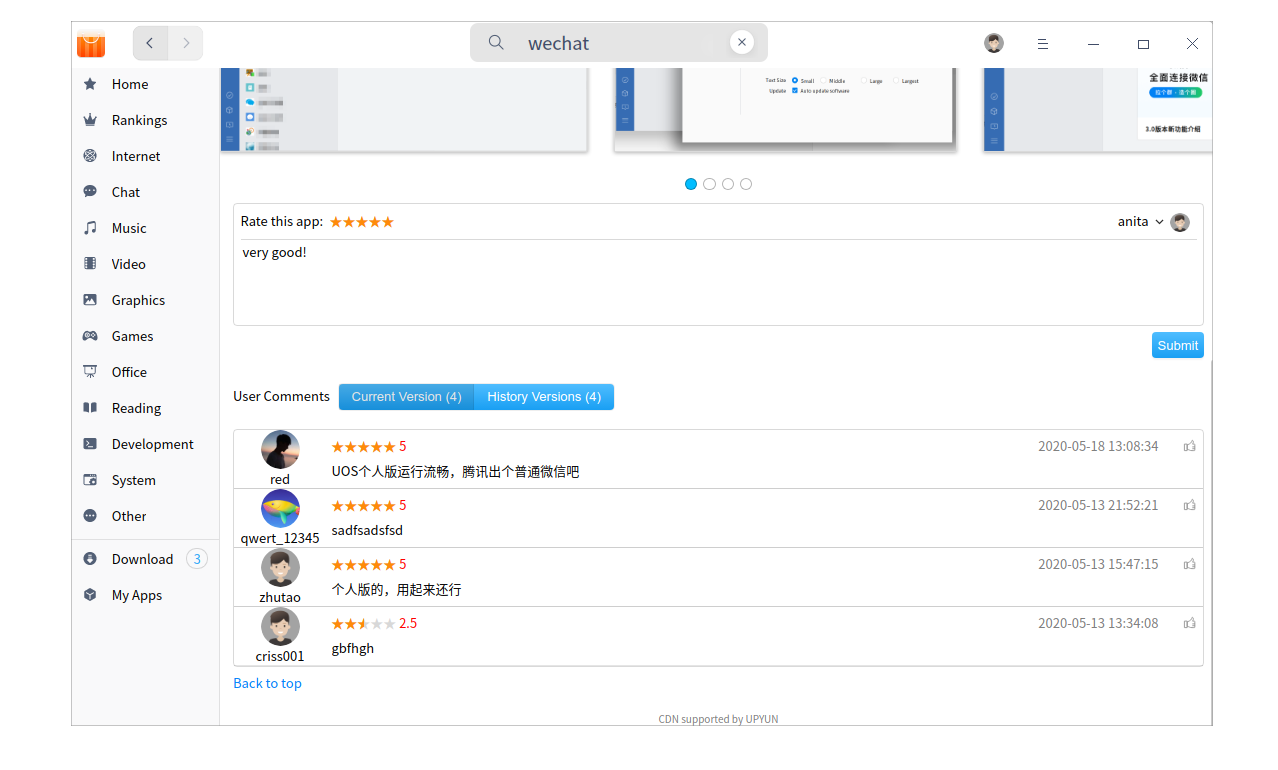 wechat
Home
Rankings
Internet
Chat
Music
Video
Graphics
Games
Office
Reading
Development
System
Other
Download 3
My Apps
Text Size Small Middle Large Largest
Update Auto update software
全面连接微信
拉个群·造个圈
3.0版本新功能介绍
Rate this app:
anita
very good!
Submit
User Comments Current Version (4) History Versions (4)
5 2020-05-18 13:08:34
UOS个人版运行流畅，腾讯出个普通微信吧
red
5 2020-05-13 21:52:21
sadfsadsfsd
qwert_12345
5 2020-05-13 15:47:15
个人版的，用起来还行
zhutao
2.5 2020-05-13 13:34:08
gbfhgh
criss001
Back to top
CDN supported by UPYUN